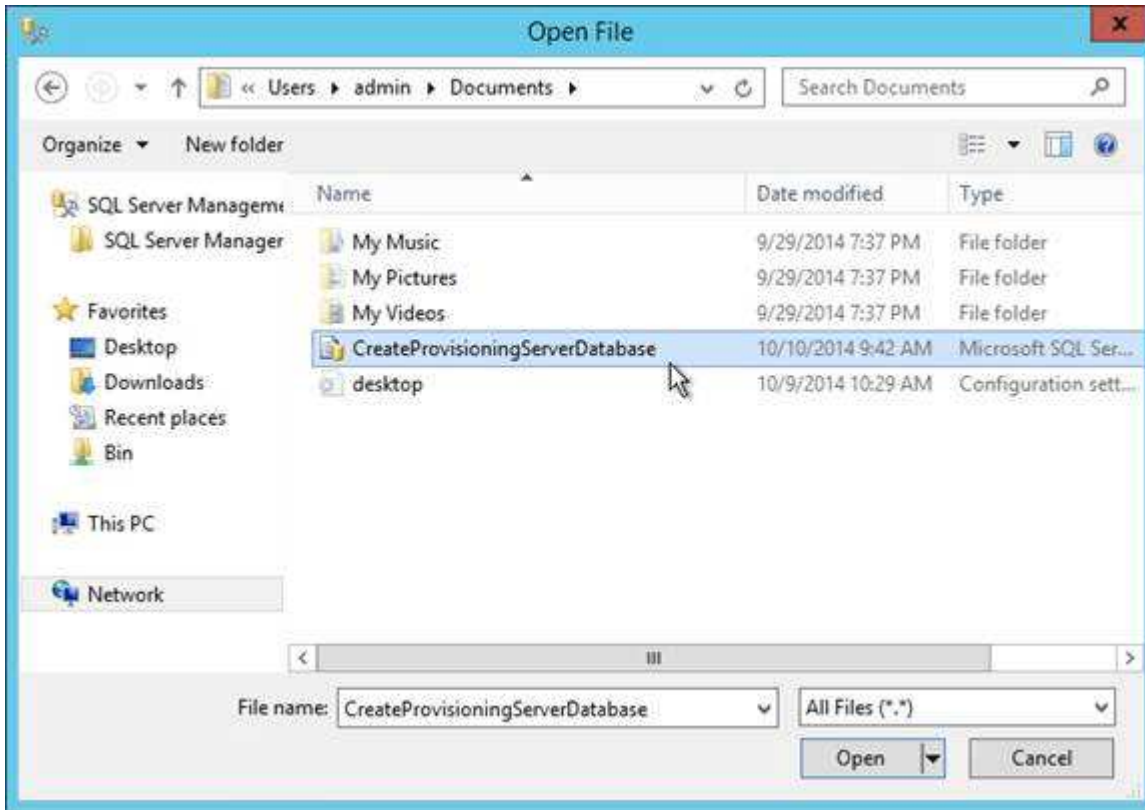 Open File
« Users ▸ admin ▸ Documents ▸ Search Documents
Organize ▾ New folder
Name Date modified Type
SQL Server Manageme
SQL Server Manager
Favorites
Desktop
Downloads
Recent places
Bin
This PC
Network
My Music 9/29/2014 7:37 PM File folder
My Pictures 9/29/2014 7:37 PM File folder
My Videos 9/29/2014 7:37 PM File folder
CreateProvisioningServerDatabase 10/10/2014 9:42 AM Microsoft SQL Ser...
desktop 10/9/2014 10:29 AM Configuration sett...
File name: CreateProvisioningServerDatabase All Files (*.*)
Open Cancel